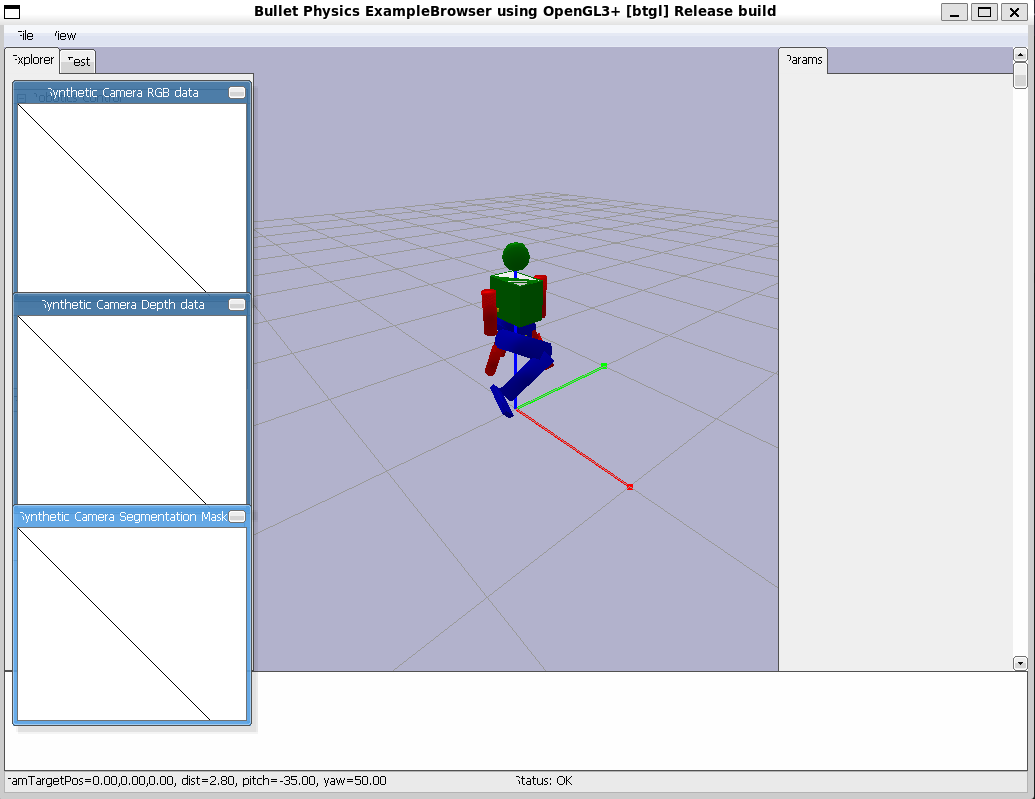 Bullet Physics ExampleBrowser using OpenGL3+ [btgl] Release build
File View
Explorer Test
Params
Synthetic Camera RGB data
Synthetic Camera Depth data
Synthetic Camera Segmentation Mask
camTargetPos=0.00,0.00,0.00, dist=2.80, pitch=-35.00, yaw=50.00
Status: OK